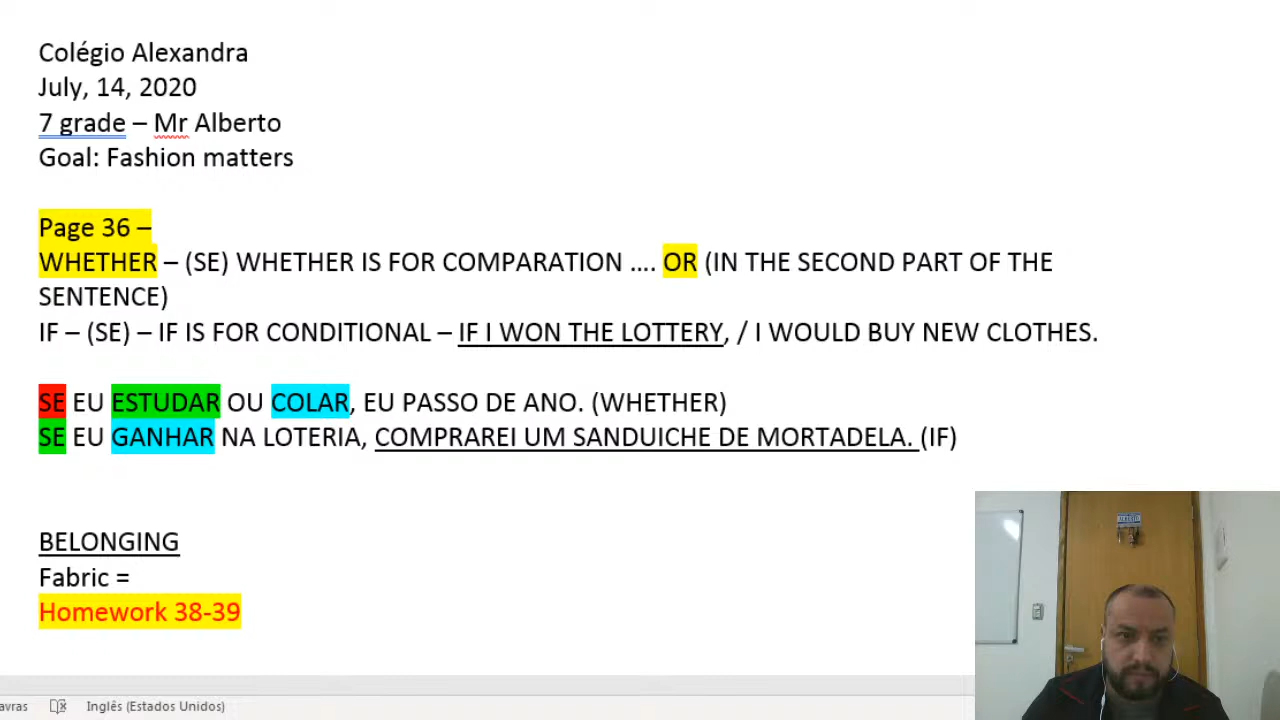 Colégio Alexandra
July, 14, 2020
7 grade – Mr Alberto
Goal: Fashion matters
Page 36 –
WHETHER – (SE) WHETHER IS FOR COMPARATION …. OR (IN THE SECOND PART OF THE
SENTENCE)
IF – (SE) – IF IS FOR CONDITIONAL – IF I WON THE LOTTERY, / I WOULD BUY NEW CLOTHES.
SE EU ESTUDAR OU COLAR, EU PASSO DE ANO. (WHETHER)
SE EU GANHAR NA LOTERIA, COMPRAREI UM SANDUICHE DE MORTADELA. (IF)
BELONGING
Fabric =
Homework 38-39
avras Inglês (Estados Unidos)